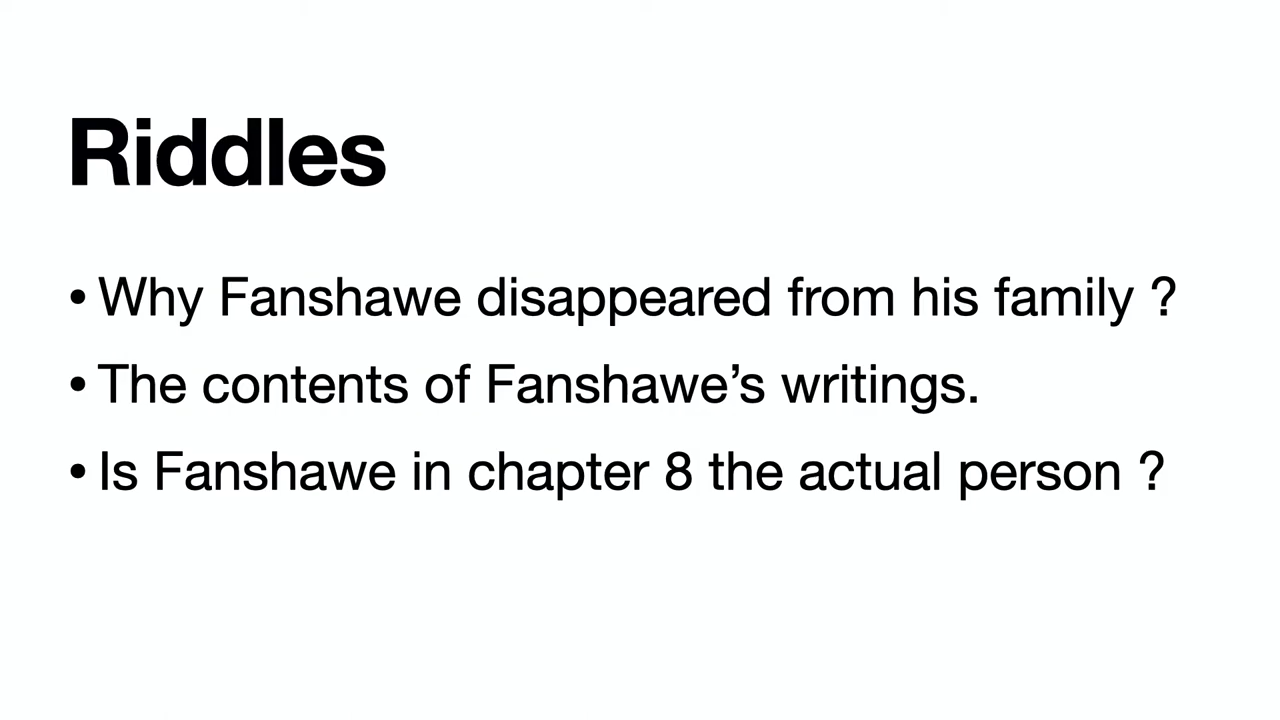 Riddles
• Why Fanshawe disappeared from his family ?
• The contents of Fanshawe’s writings.
• Is Fanshawe in chapter 8 the actual person ?